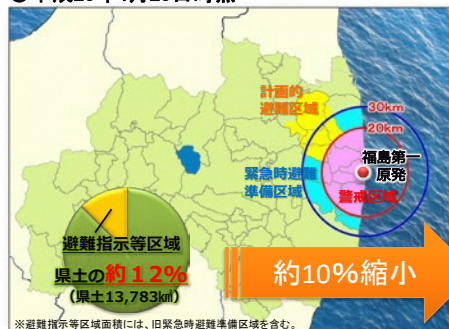 計画的
避難区域
30km
20km
福島第一
原発
緊急時避難
準備区域
警戒区域
避難指示等区域
県土の約12%
(県土13,783㎢)
約10%縮小
※避難指示等区域面積には、旧緊急時避難準備区域を含む。